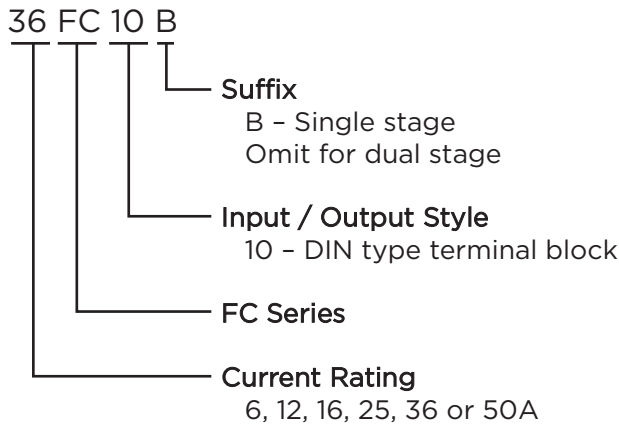 36 FC 10 B
Suffix
B – Single stage
Omit for dual stage
Input / Output Style
10 – DIN type terminal block
FC Series
Current Rating
6, 12, 16, 25, 36 or 50A